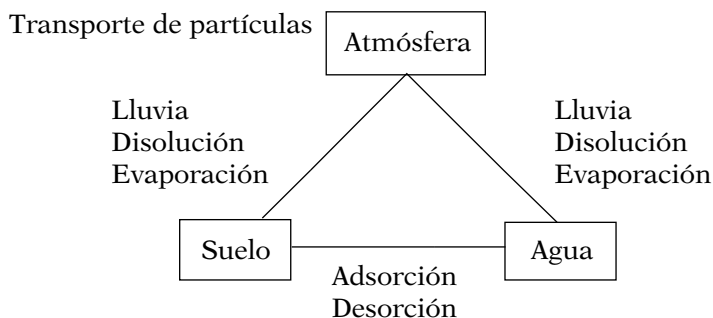 Transporte de partículas
Atmósfera
Lluvia
Disolución
Evaporación
Lluvia
Disolución
Evaporación
Suelo
Agua
Adsorción
Desorción